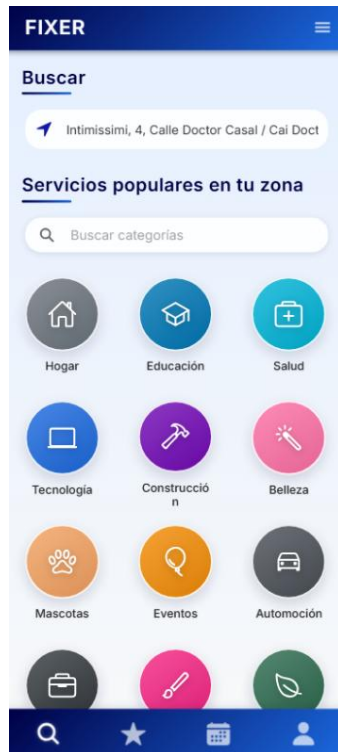 FIXER
Buscar
Intimissimi, 4, Calle Doctor Casal / Cai Doct
Servicios populares en tu zona
Buscar categorías
Hogar
Educación
Salud
Tecnología
Construcció
n
Belleza
Mascotas
Eventos
Automoción